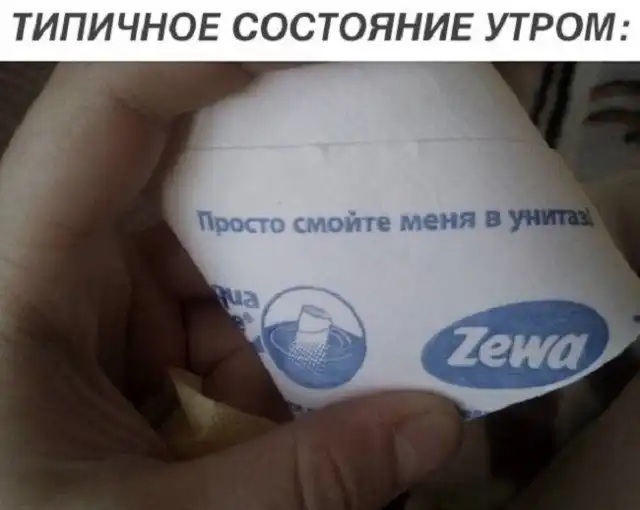 ТИПИЧНОЕ СОСТОЯНИЕ УТРОМ:
Просто смойте меня в унитаз!
Zewa